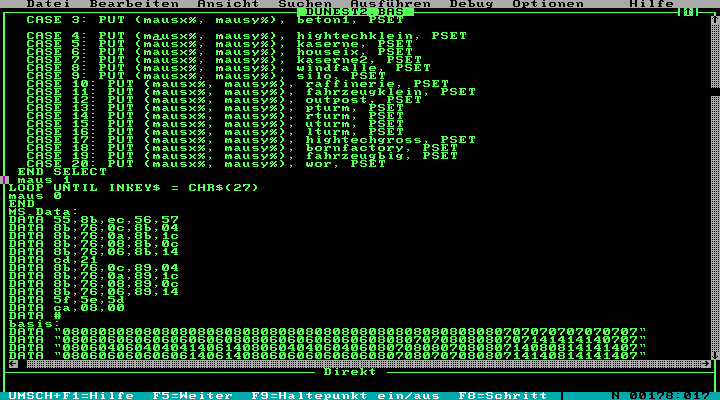 Datei Bearbeiten Ansicht Suchen Ausführen Debug Optionen Hilfe
DUNEST2.BAS
CASE 3: PUT (mausx%, mausy%), beton1, PSET
CASE 4: PUT (mausx%, mausy%), hightechklein, PSET
CASE 5: PUT (mausx%, mausy%), kaserne, PSET
CASE 6: PUT (mausx%, mausy%), houseix, PSET
CASE 7: PUT (mausx%, mausy%), kaserne2, PSET
CASE 8: PUT (mausx%, mausy%), windfalle, PSET
CASE 9: PUT (mausx%, mausy%), silo, PSET
CASE 10: PUT (mausx%, mausy%), raffinerie, PSET
CASE 11: PUT (mausx%, mausy%), fahrzeugklein, PSET
CASE 12: PUT (mausx%, mausy%), outpost, PSET
CASE 13: PUT (mausx%, mausy%), PSET
CASE 14: PUT (mausx%, mausy%), rturm, PSET
CASE 15: PUT (mausx%, mausy%), uturm, PSET
CASE 16: PUT (mausx%, mausy%), lturm, PSET
CASE 17: PUT (mausx%, mausy%), hightechgross, PSET
CASE 18: PUT (mausx%, mausy%), bornfactory, PSET
CASE 19: PUT (mausx%, mausy%), fahrzeugbig, PSET
CASE 20: PUT (mausx%, mausy%), wor, PSET
END SELECT
maus 1
LOOP UNTIL INKEY$ = CHR$(27)
maus 0
END
MS.Data:
DATA 55,8b,ec,56,57
DATA 8b,76,0c,8b,04
DATA 8b,76,0a,8b,1c
DATA 8b,76,08,8b,0c
DATA 8b,76,06,8b,14
DATA cd,21
DATA 8b,76,0c,89,04
DATA 8b,76,0a,89,1c
DATA 8b,76,08,89,0c
DATA 8b,76,06,89,14
DATA 5f,5e,5d
DATA ca,08,00
DATA #
basis:
DATA
DATA
DATA
DATA
Direkt
UMSCH+F1=Hilfe F5=Weiter F9=Haltepunkt ein/aus F8=Schritt N 00178:017